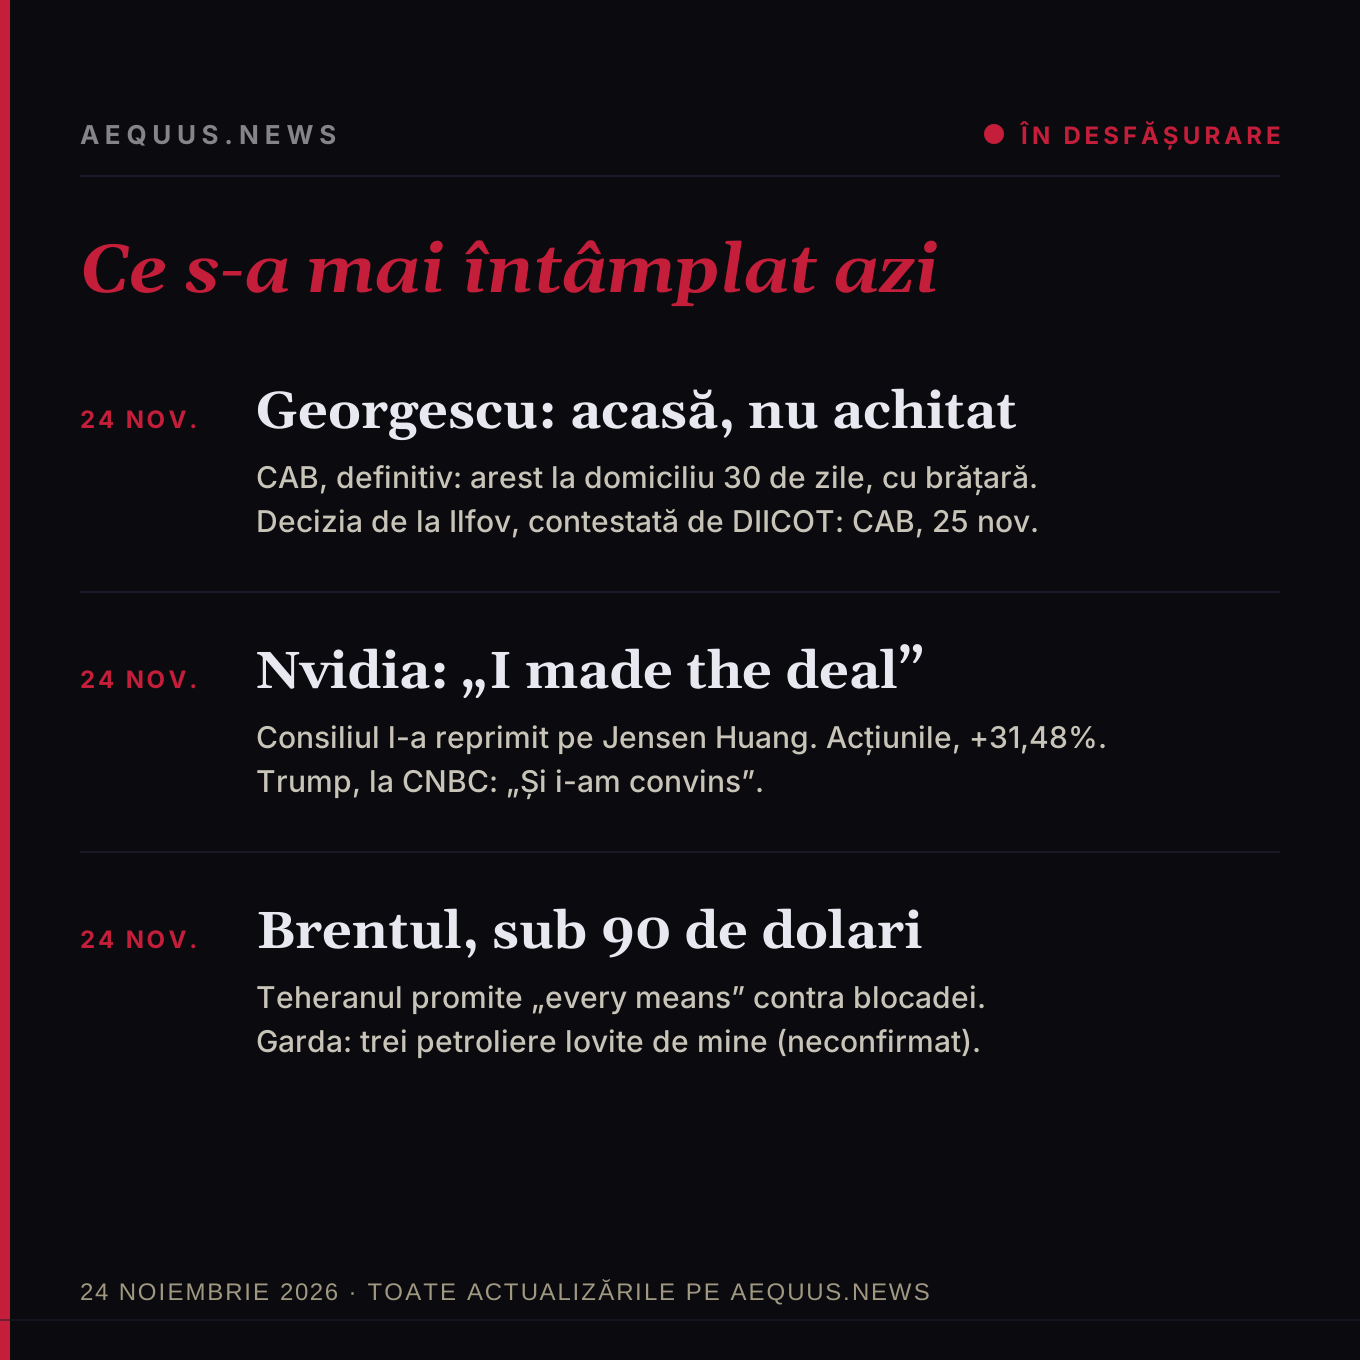 AEQUUS.NEWS
ÎN DESFĂȘURARE
Ce s-a mai întâmplat azi
24 NOV.
Georgescu: acasă, nu achitat
CAB, definitiv: arest la domiciliu 30 de zile, cu brățară.
Decizia de la Ilfov, contestată de DIICOT: CAB, 25 nov.
24 NOV.
Nvidia: „I made the deal”
Consiliul l-a reprimit pe Jensen Huang. Acțiunile, +31,48%.
Trump, la CNBC: „Și i-am convins”.
24 NOV.
Brentul, sub 90 de dolari
Teheranul promite „every means” contra blocadei.
Garda: trei petroliere lovite de mine (neconfirmat).
24 NOIEMBRIE 2026 · TOATE ACTUALIZĂRILE PE AEQUUS.NEWS